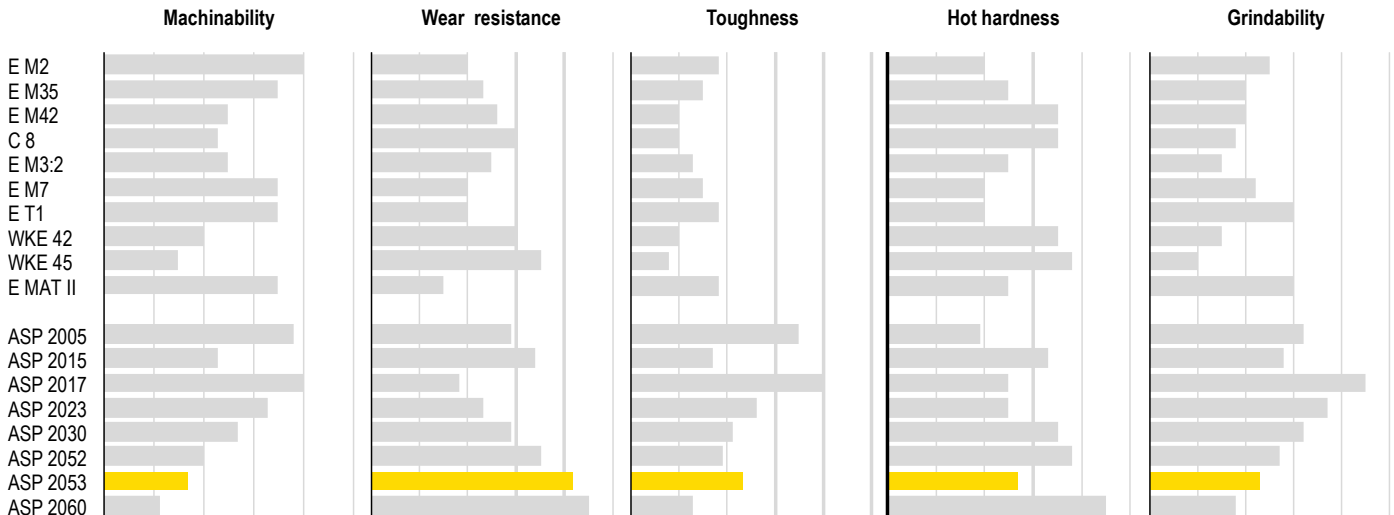 Machinability Wear resistance Toughness Hot hardness Grindability
E M2
E M35
E M42
C 8
E M3:2
E M7
E T1
WKE 42
WKE 45
E MAT II
ASP 2005
ASP 2015
ASP 2017
ASP 2023
ASP 2030
ASP 2052
ASP 2053
ASP 2060